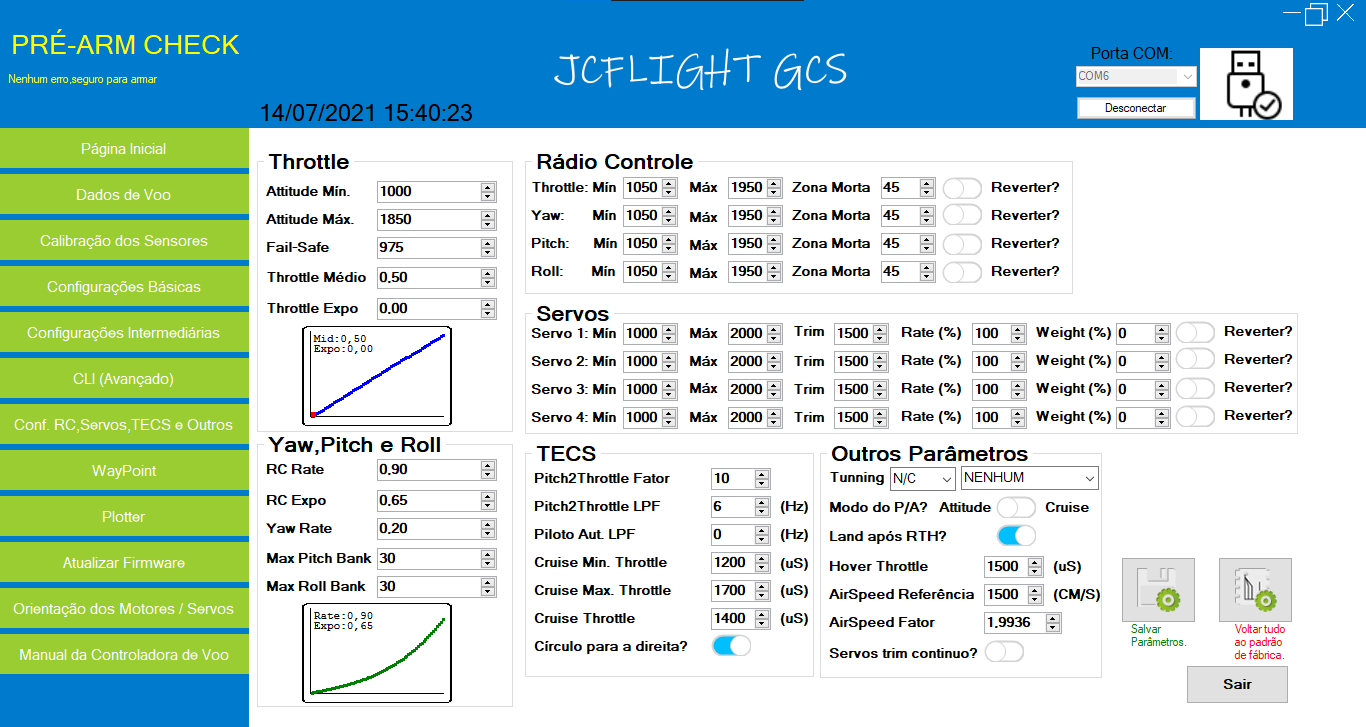 PRÉ-ARM CHECK
Nenhum erro,seguro para armar
14/07/2021 15:40:23
JCFLIGHT GCS
Porta COM:
COM6
Desconectar
Página Inicial
Dados de Voo
Calibração dos Sensores
Configurações Básicas
Configurações Intermediárias
CLI (Avançado)
Conf. RC,Servos,TECS e Outros
WayPoint
Plotter
Atualizar Firmware
Orientação dos Motores / Servos
Manual da Controladora de Voo
Throttle
Attitude Mín. 1000
Attitude Máx. 1850
Fail-Safe 975
Throttle Médio 0.50
Throttle Expo 0.00
Mid:0,50
Expo:0,00
Yaw,Pitch e Roll
RC Rate 0.90
RC Expo 0.65
Yaw Rate 0.20
Max Pitch Bank 30
Max Roll Bank 30
Rate:0,90
Expo:0,65
Rádio Controle
Throttle: Mín 1050 Máx 1950 Zona Morta 45 Reverter?
Yaw: Mín 1050 Máx 1950 Zona Morta 45 Reverter?
Pitch: Mín 1050 Máx 1950 Zona Morta 45 Reverter?
Roll: Mín 1050 Máx 1950 Zona Morta 45 Reverter?
Servos
Servo 1: Mín 1000 Máx 2000 Trim 1500 Rate (%) 100 Weight (%) 0 Reverter?
Servo 2: Mín 1000 Máx 2000 Trim 1500 Rate (%) 100 Weight (%) 0 Reverter?
Servo 3: Mín 1000 Máx 2000 Trim 1500 Rate (%) 100 Weight (%) 0 Reverter?
Servo 4: Mín 1000 Máx 2000 Trim 1500 Rate (%) 100 Weight (%) 0 Reverter?
TECS
Pitch2Throttle Fator 10
Pitch2Throttle LPF 6 (Hz)
Piloto Aut. LPF 0 (Hz)
Cruise Min. Throttle 1200 (uS)
Cruise Max. Throttle 1700 (uS)
Cruise Throttle 1400 (uS)
Círculo para a direita?
Outros Parâmetros
Tunning N/C NENHUM
Modo do P/A? Attitude Cruise
Land após RTH?
Hover Throttle 1500 (uS)
AirSpeed Referência 1500 (CM/S)
AirSpeed Fator 1.9936
Servos trim continuo?
Salvar
Parâmetros.
Voltar tudo
ao padrão
de fábrica.
Sair